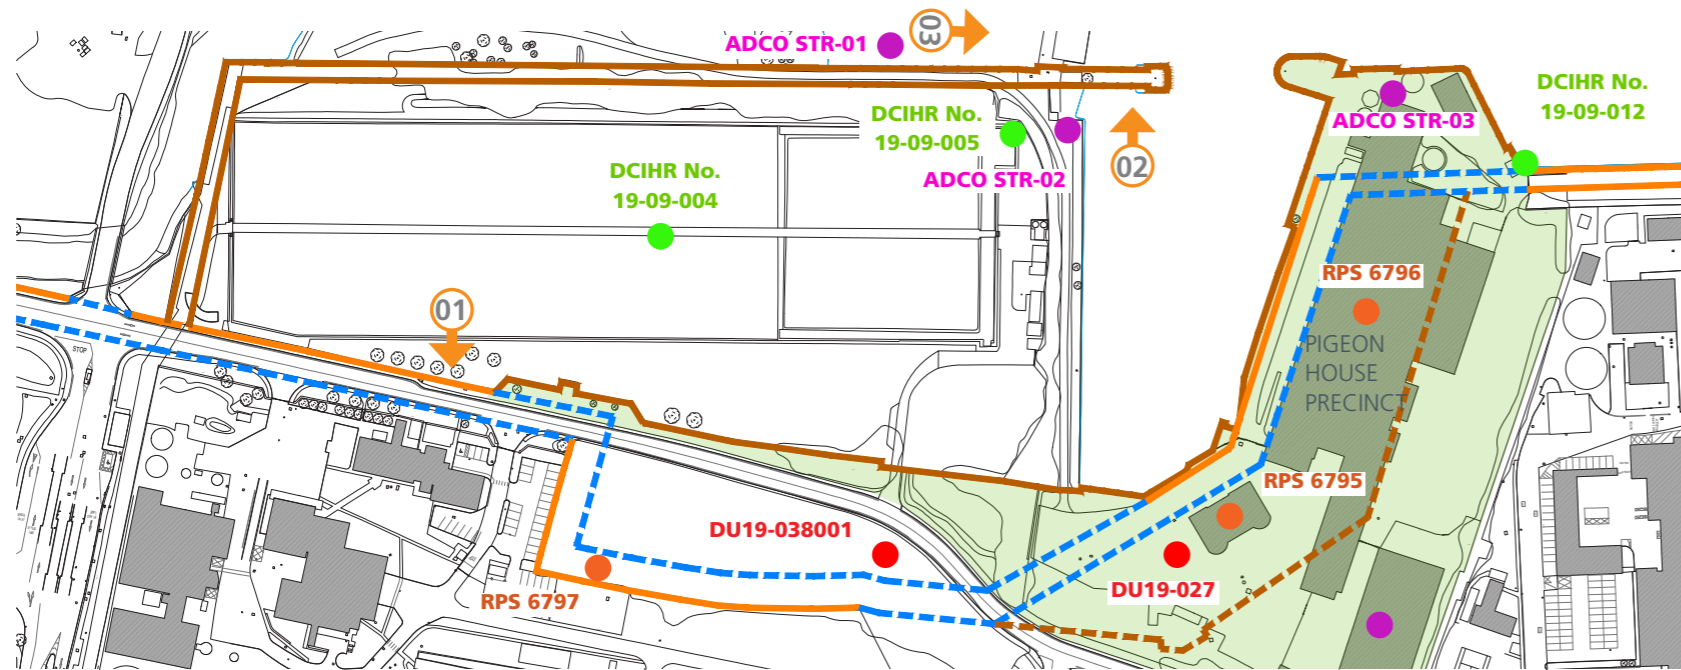 03
ADCO STR-01
DCIHR No.
19-09-012
DCIHR No.
19-09-005
ADCO STR-03
02
DCIHR No.
19-09-004
ADCO STR-02
RPS 6796
01
PIGEON
HOUSE
PRECINCT
STOP
RPS 6795
DU19-038001
DU19-027
RPS 6797